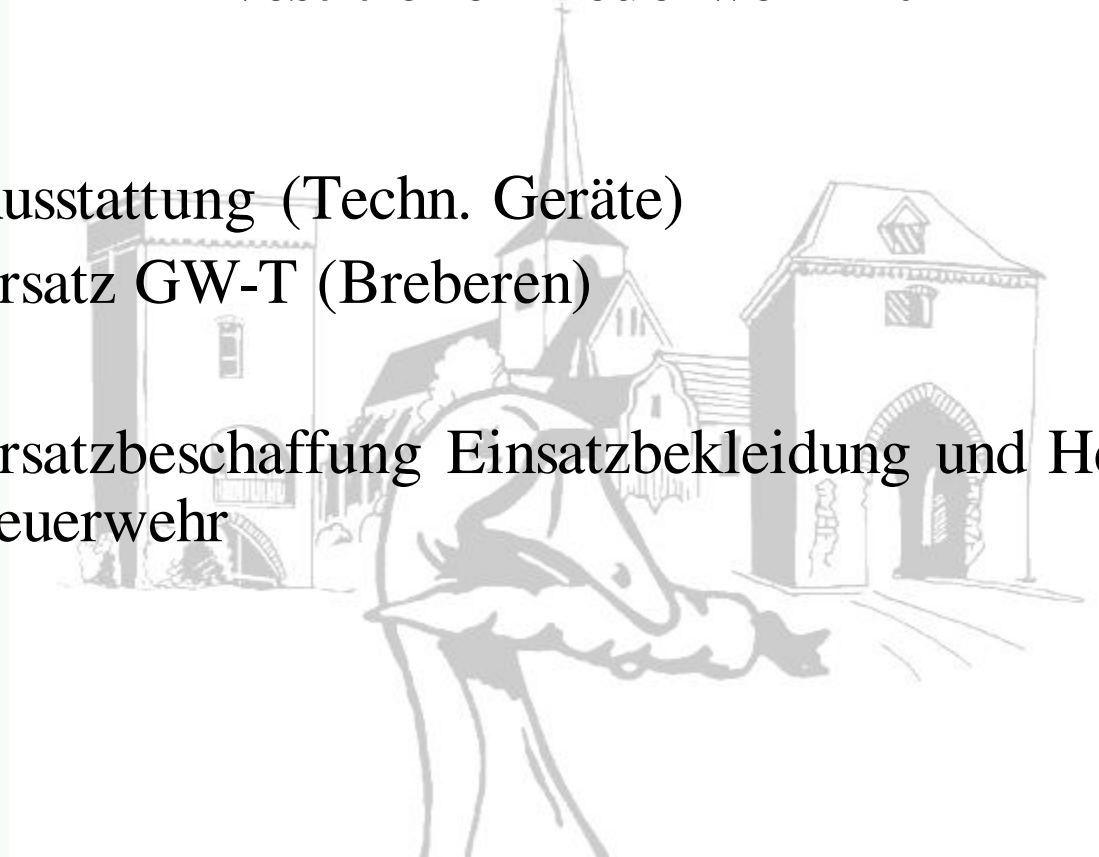 usstattung (Techn. Geräte)
rsatz GW-T (Breberen)
rsatzbeschaffung Einsatzbekleidung und He
euerwehr